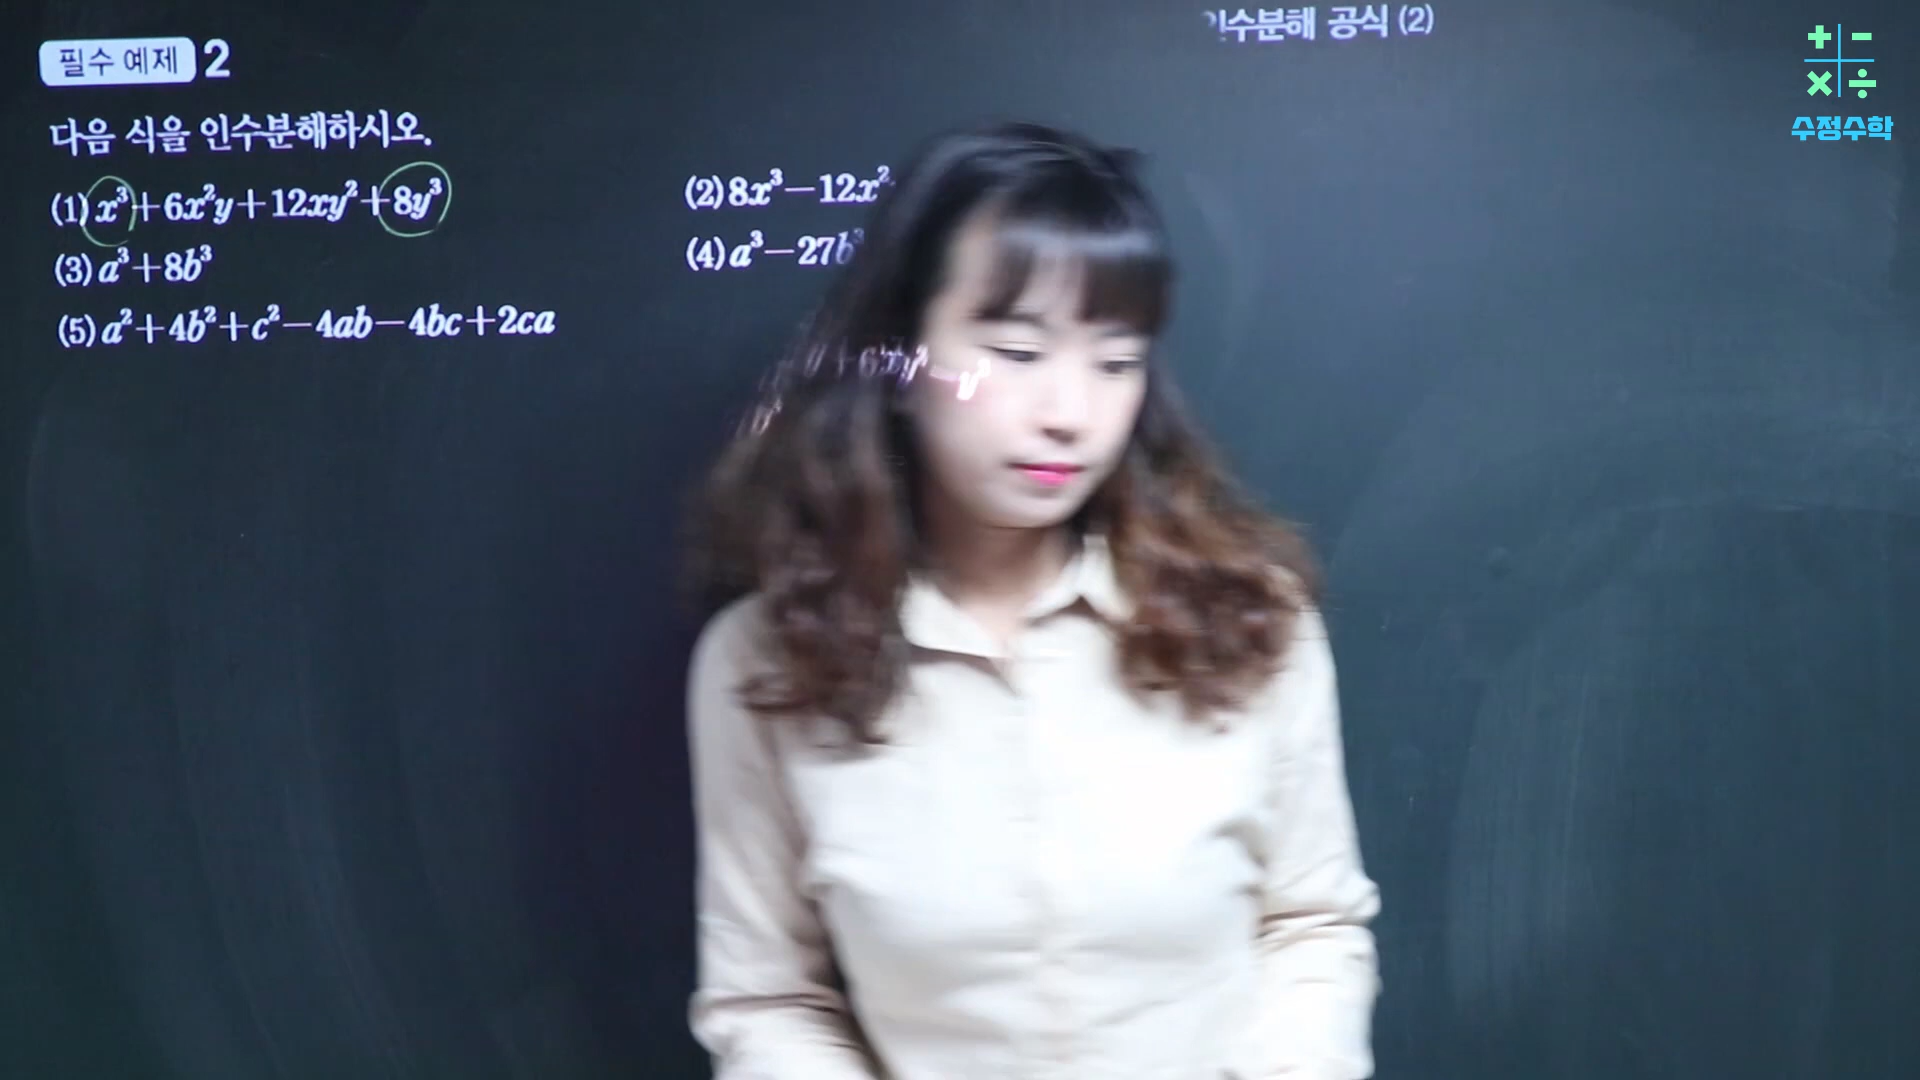 인수분해 공식 (2)
필수 예제 2
다음 식을 인수분해하시오.
(1) x³+6x²y+12xy²+8y³
(2) 8x³-12x²
(3) a³+8b³
(4) a³-27b³
(5) a²+4b²+c²-4ab-4bc+2ca
y+6xy²-y³
+ -
× ÷
수정수학